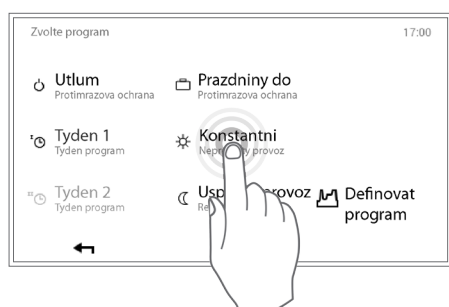 Zvolte program 17:00
Utlum
Protimrazova ochrana
Prazdniny do
Protimrazova ochrana
Tyden 1
Tyden program
Konstantni
provoz
Tyden 2
Tyden program
Definovat
program